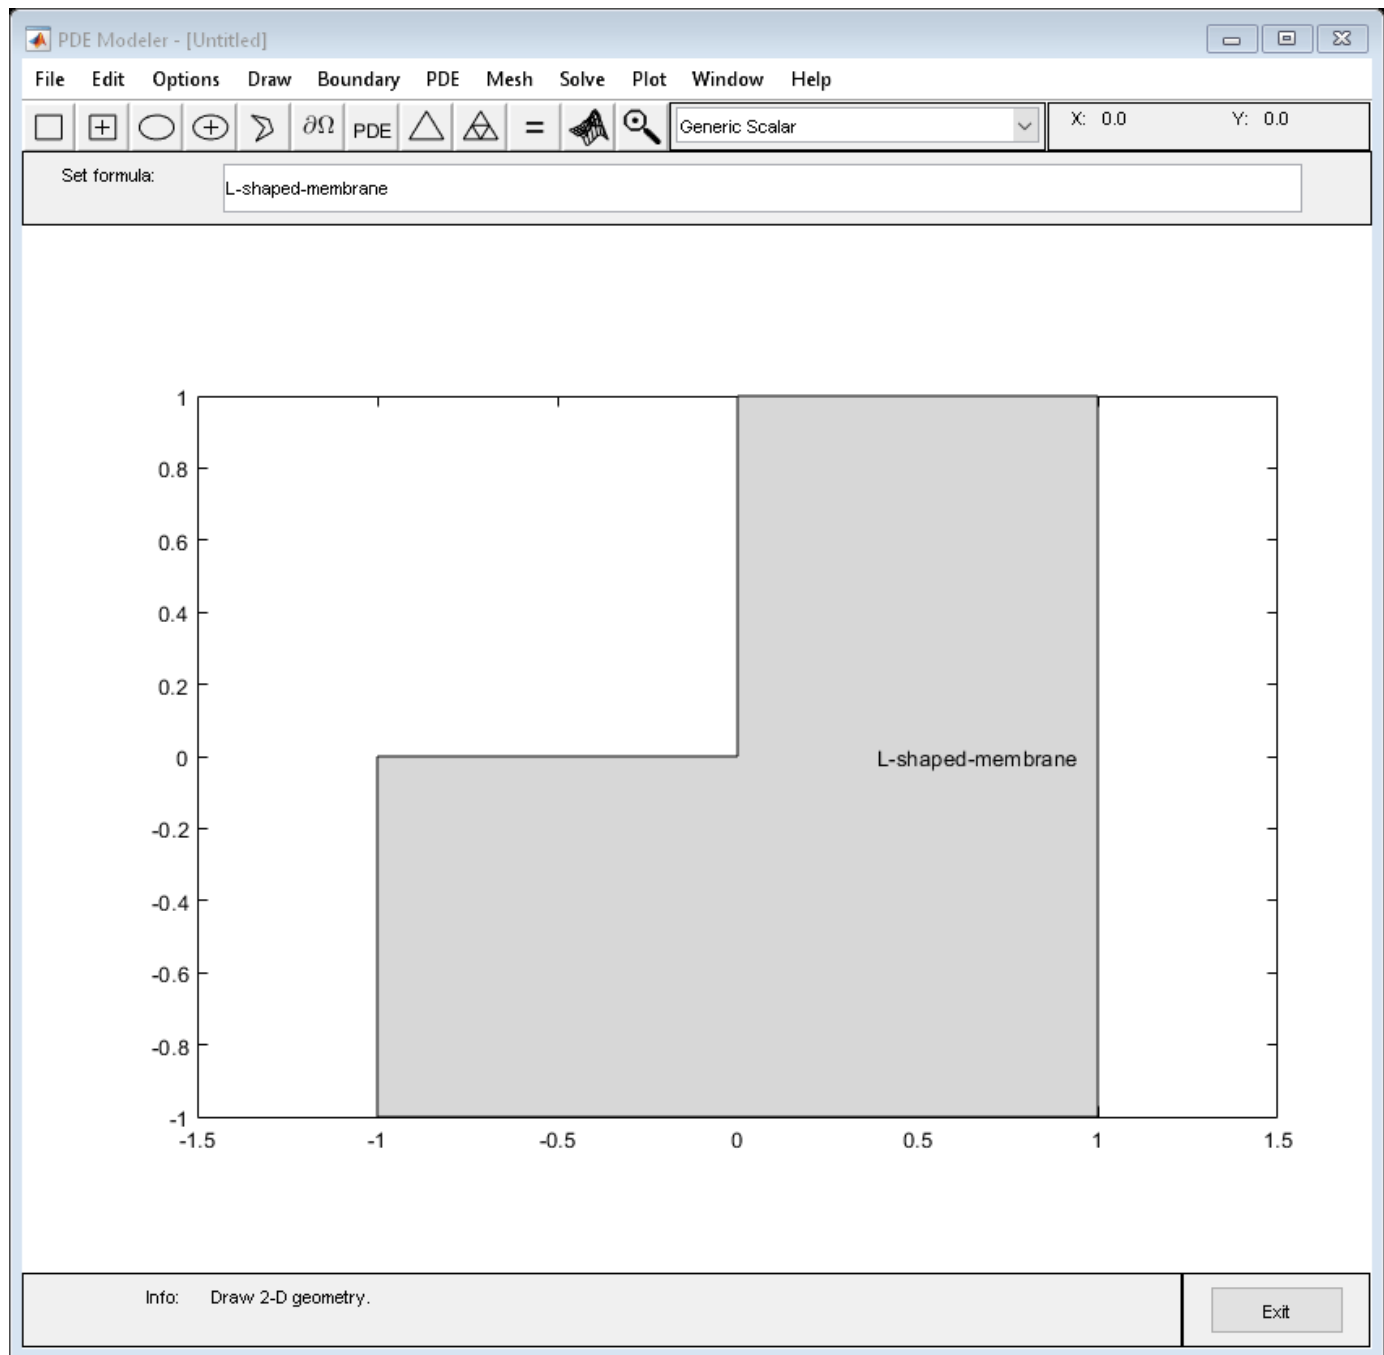 PDE Modeler - [Untitled]
File Edit Options Draw Boundary PDE Mesh Solve Plot Window Help
∂Ω PDE = Generic Scalar X: 0.0 Y: 0.0
Set formula: L-shaped-membrane
1
0.8
0.6
0.4
0.2
0
L-shaped-membrane
-0.2
-0.4
-0.6
-0.8
-1
-1.5 -1 -0.5 0 0.5 1 1.5
Info: Draw 2-D geometry.
Exit